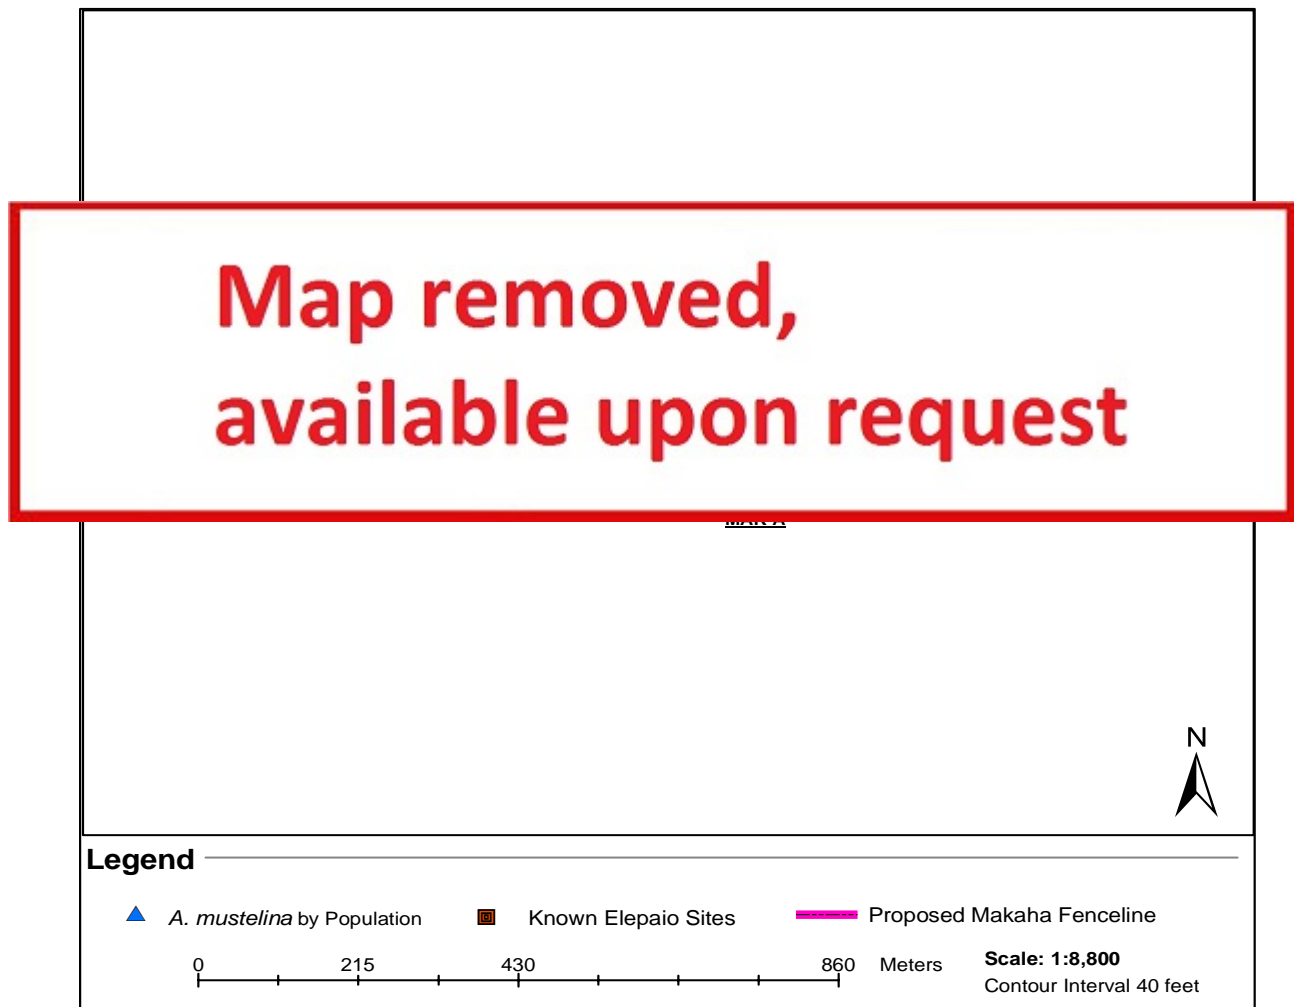 Map removed,
available upon request
N
Legend
A. mustelina by Population
Known Elepaio Sites
Proposed Makaha Fenceline
0 215 430 860 Meters
Scale: 1:8,800
Contour Interval 40 feet